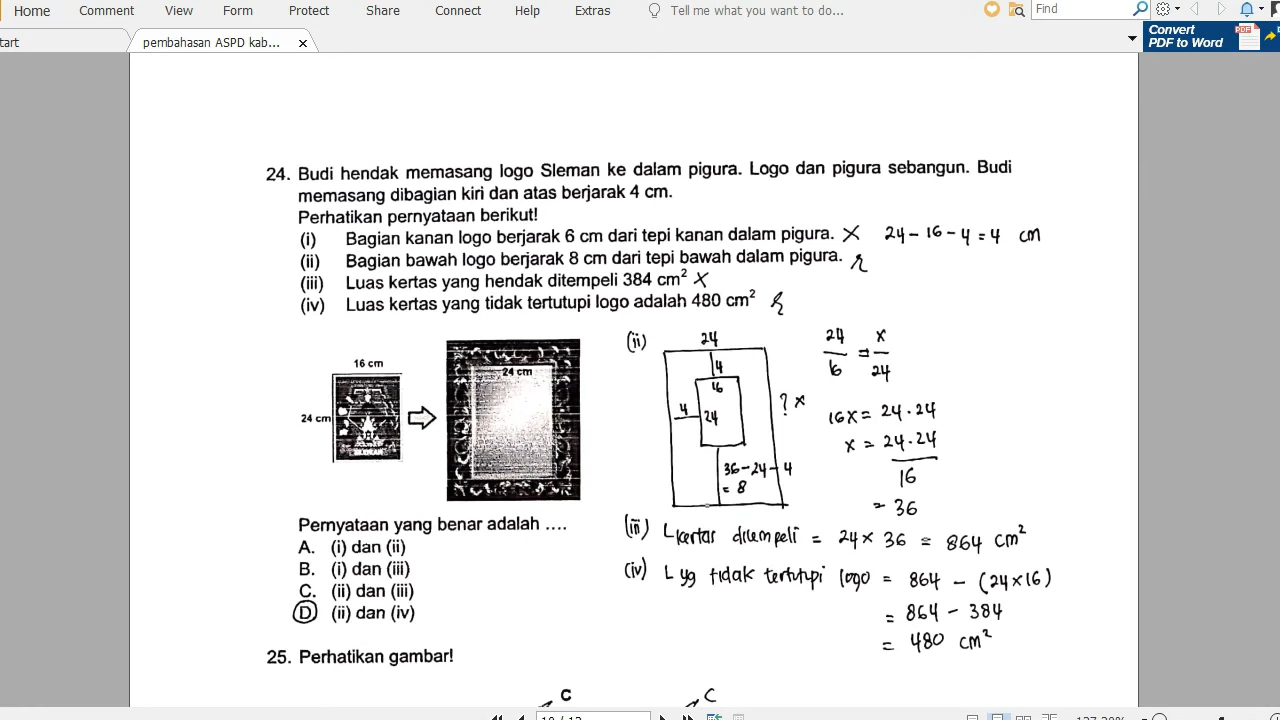 Home Comment View Form Protect Share Connect Help Extras Tell me what you want to do... Find
tart pembahasan ASPD kab... × Convert PDF to Word
24. Budi hendak memasang logo Sleman ke dalam pigura. Logo dan pigura sebangun. Budi
memasang dibagian kiri dan atas berjarak 4 cm.
Perhatikan pernyataan berikut!
(i) Bagian kanan logo berjarak 6 cm dari tepi kanan dalam pigura. X 24 - 16 - 4 = 4 cm
(ii) Bagian bawah logo berjarak 8 cm dari tepi bawah dalam pigura.
(iii) Luas kertas yang hendak ditempeli 384 cm² X
(iv) Luas kertas yang tidak tertutupi logo adalah 480 cm²
16 cm
24 cm
SLEMAN
24 cm
(ii) 24
4
16
4
24
? x
36 - 24 - 4
= 8
24/16 = x/24
16x = 24.24
x = 24.24
16
= 36
Pernyataan yang benar adalah ....
A. (i) dan (ii)
B. (i) dan (iii)
C. (ii) dan (iii)
D (ii) dan (iv)
(iii) L kertas ditempeli = 24 x 36 = 864 cm²
(iv) L yg tidak tertutupi logo = 864 - (24x16)
= 864 - 384
= 480 cm²
25. Perhatikan gambar!
C C